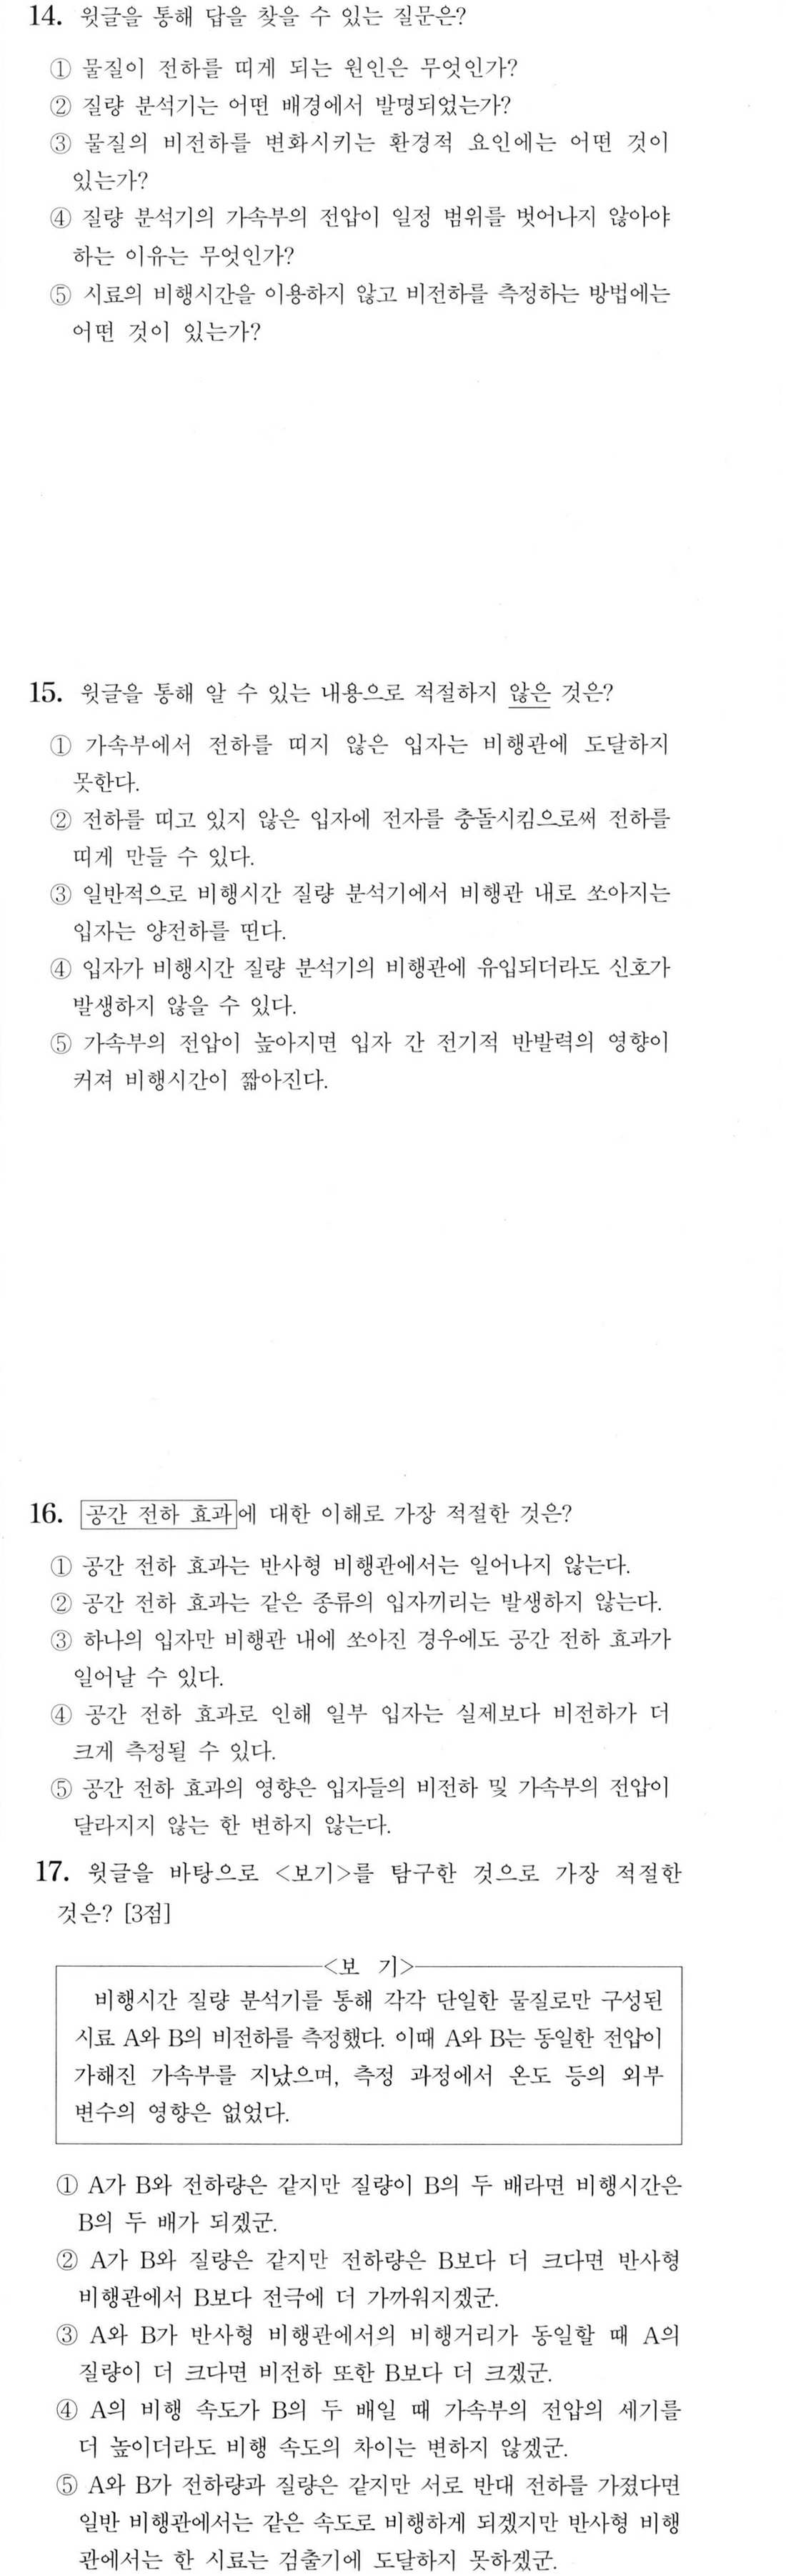 14. 윗글을 통해 답을 찾을 수 있는 질문은?
① 물질이 전하를 띠게 되는 원인은 무엇인가?
② 질량 분석기는 어떤 배경에서 발명되었는가?
③ 물질의 비전하를 변화시키는 환경적 요인에는 어떤 것이
있는가?
④ 질량 분석기의 가속부의 전압이 일정 범위를 벗어나지 않아야
하는 이유는 무엇인가?
⑤ 시료의 비행시간을 이용하지 않고 비전하를 측정하는 방법에는
어떤 것이 있는가?
15. 윗글을 통해 알 수 있는 내용으로 적절하지 않은 것은?
① 가속부에서 전하를 띠지 않은 입자는 비행관에 도달하지
못한다.
② 전하를 띠고 있지 않은 입자에 전자를 충돌시킴으로써 전하를
띠게 만들 수 있다.
③ 일반적으로 비행시간 질량 분석기에서 비행관 내로 쏘아지는
입자는 양전하를 띤다.
④ 입자가 비행시간 질량 분석기의 비행관에 유입되더라도 신호가
발생하지 않을 수 있다.
⑤ 가속부의 전압이 높아지면 입자 간 전기적 반발력의 영향이
커져 비행시간이 짧아진다.
16. 공간 전하 효과에 대한 이해로 가장 적절한 것은?
① 공간 전하 효과는 반사형 비행관에서는 일어나지 않는다.
② 공간 전하 효과는 같은 종류의 입자끼리는 발생하지 않는다.
③ 하나의 입자만 비행관 내에 쏘아진 경우에도 공간 전하 효과가
일어날 수 있다.
④ 공간 전하 효과로 인해 일부 입자는 실제보다 비전하가 더
크게 측정될 수 있다.
⑤ 공간 전하 효과의 영향은 입자들의 비전하 및 가속부의 전압이
달라지지 않는 한 변하지 않는다.
17. 윗글을 바탕으로 <보기>를 탐구한 것으로 가장 적절한
것은? [3점]
<보 기>
비행시간 질량 분석기를 통해 각각 단일한 물질로만 구성된
시료 A와 B의 비전하를 측정했다. 이때 A와 B는 동일한 전압이
가해진 가속부를 지났으며, 측정 과정에서 온도 등의 외부
변수의 영향은 없었다.
① A가 B와 전하량은 같지만 질량이 B의 두 배라면 비행시간은
B의 두 배가 되겠군.
② A가 B와 질량은 같지만 전하량은 B보다 더 크다면 반사형
비행관에서 B보다 전극에 더 가까워지겠군.
③ A와 B가 반사형 비행관에서의 비행거리가 동일할 때 A의
질량이 더 크다면 비전하 또한 B보다 더 크겠군.
④ A의 비행 속도가 B의 두 배일 때 가속부의 전압의 세기를
더 높이더라도 비행 속도의 차이는 변하지 않겠군.
⑤ A와 B가 전하량과 질량은 같지만 서로 반대 전하를 가졌다면
일반 비행관에서는 같은 속도로 비행하게 되겠지만 반사형 비행
관에서는 한 시료는 검출기에 도달하지 못하겠군.